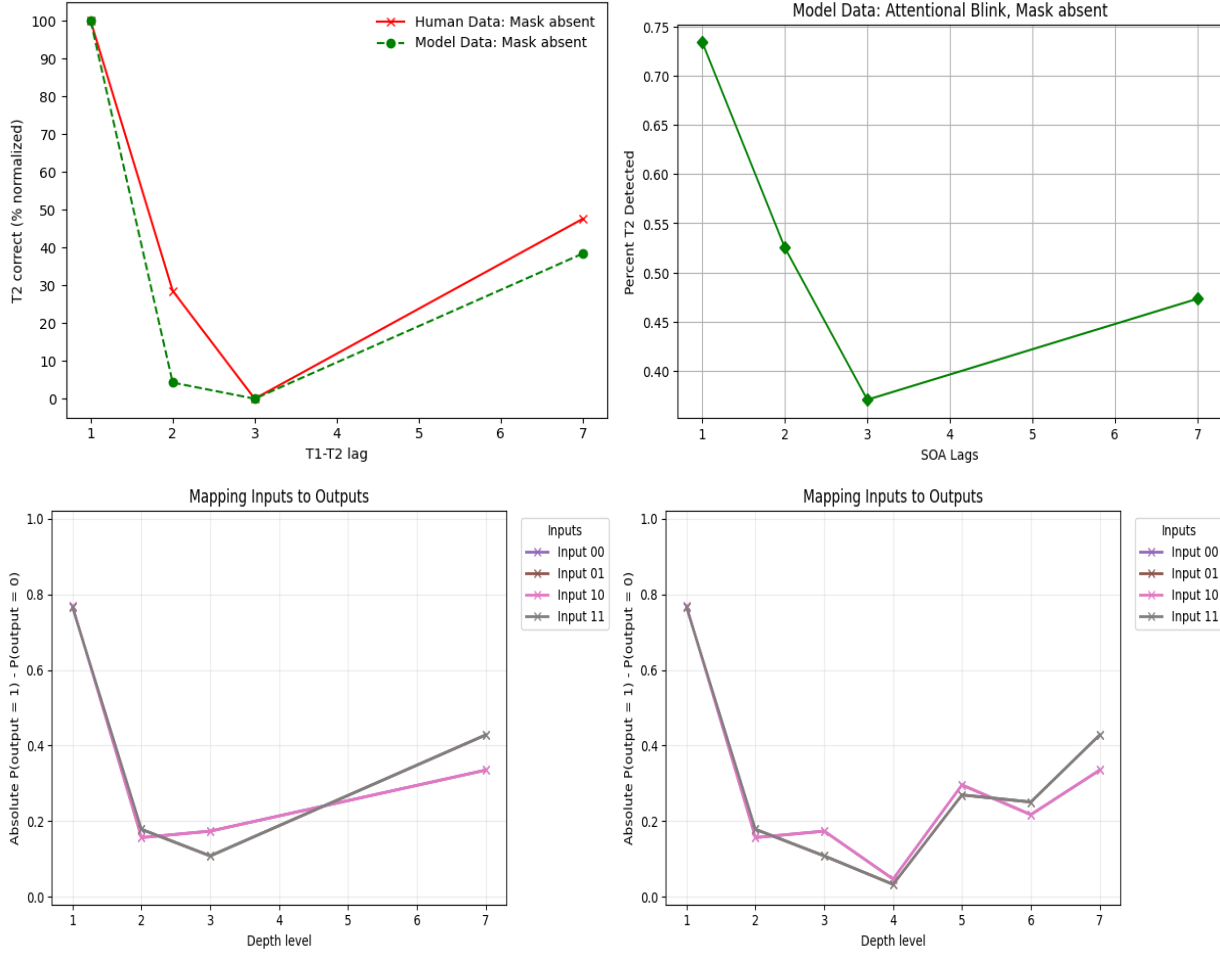 Human Data: Mask absent
Model Data: Mask absent
T2 correct (% normalized)
100
90
80
70
60
50
40
30
20
10
0
1 2 3 4 5 6 7
T1-T2 lag
Model Data: Attentional Blink, Mask absent
Percent T2 Detected
0.75
0.70
0.65
0.60
0.55
0.50
0.45
0.40
1 2 3 4 5 6 7
SOA Lags
Mapping Inputs to Outputs
Absolute P(output = 1) - P(output = 0)
1.0
0.8
0.6
0.4
0.2
0.0
1 2 3 4 5 6 7
Depth level
Inputs
Input 00
Input 01
Input 10
Input 11
Mapping Inputs to Outputs
Absolute P(output = 1) - P(output = 0)
1.0
0.8
0.6
0.4
0.2
0.0
1 2 3 4 5 6 7
Depth level
Inputs
Input 00
Input 01
Input 10
Input 11